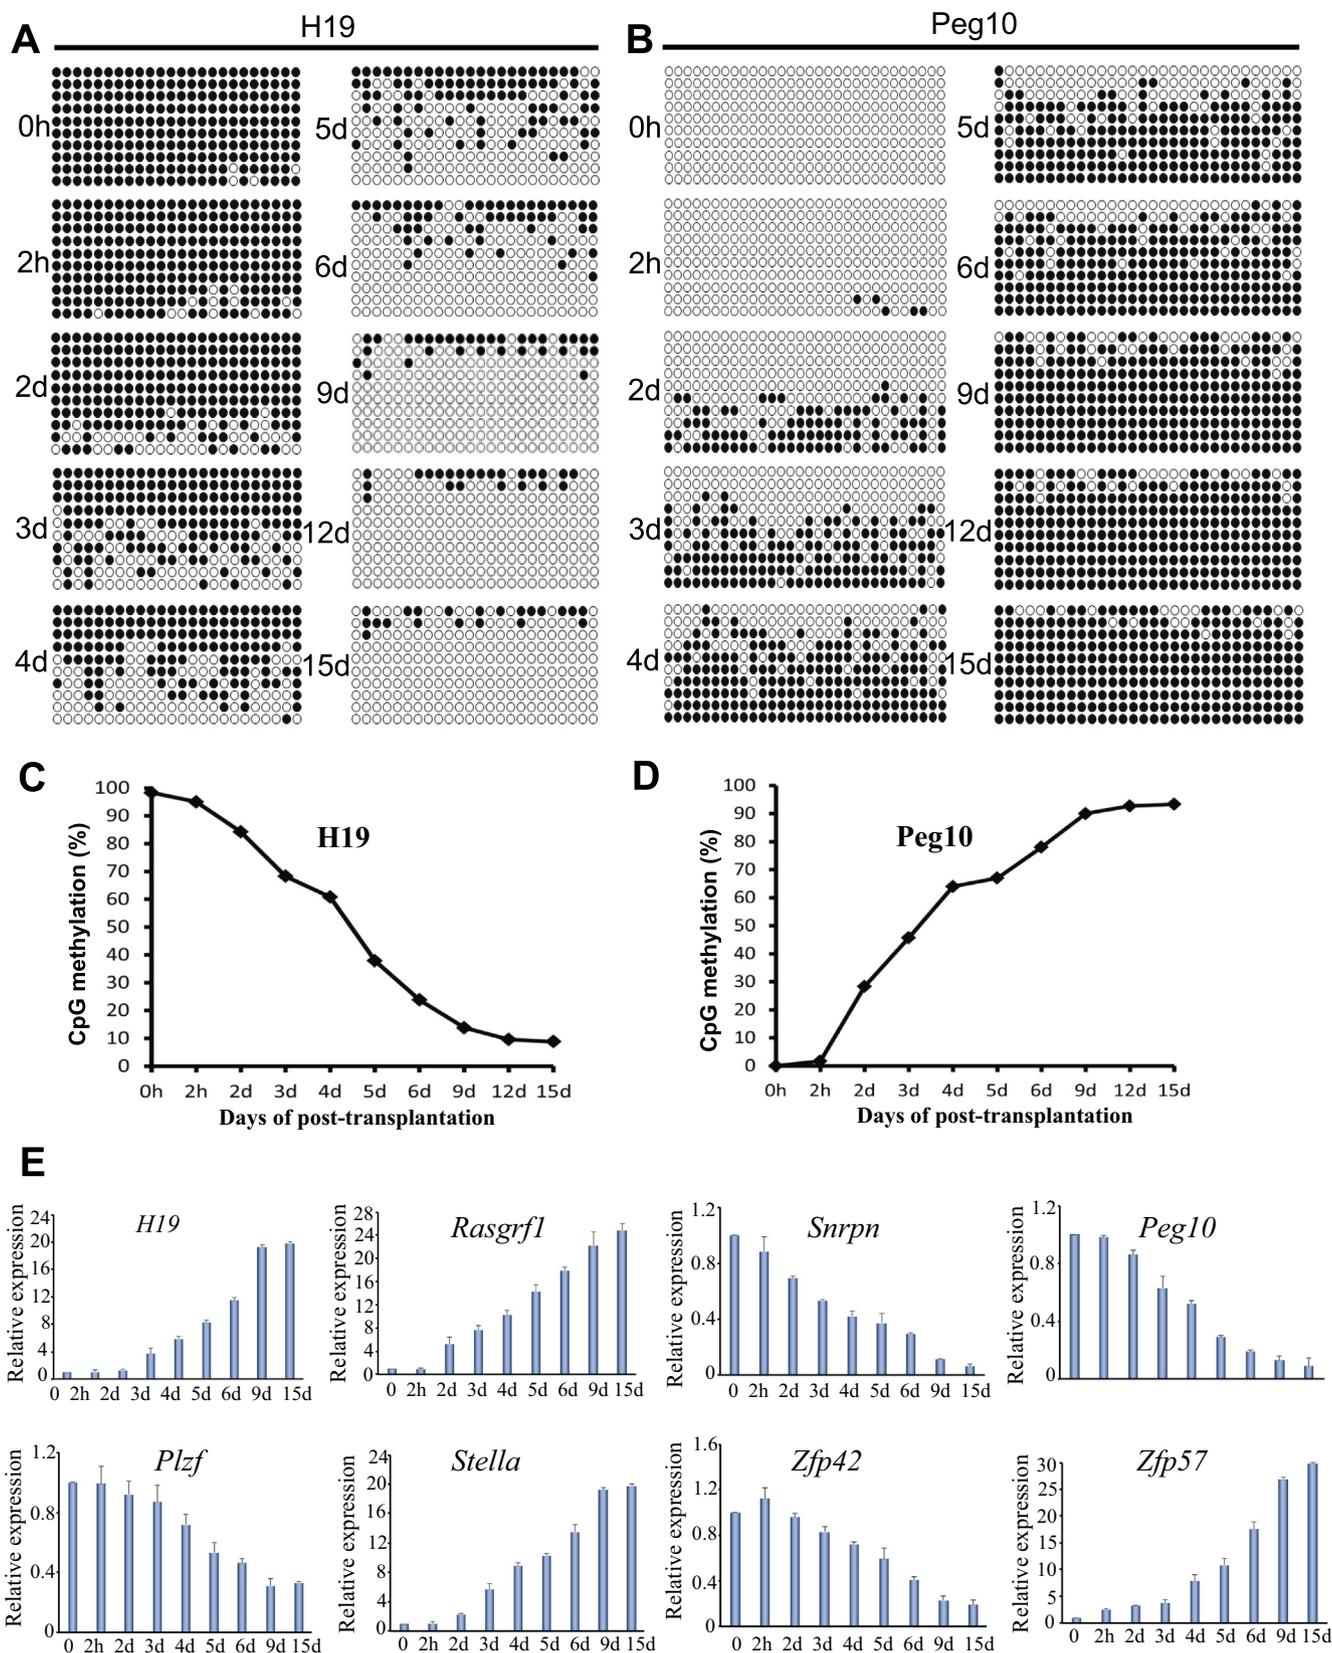 A H19
B Peg10
0h 5d
2h 6d
2d 9d
3d 12d
4d 15d
0h 5d
2h 6d
2d 9d
3d 12d
4d 15d
C
CpG methylation (%)
100
90
80
70
60
50
40
30
20
10
0
H19
0h 2h 2d 3d 4d 5d 6d 9d 12d 15d
Days of post-transplantation
D
CpG methylation (%)
100
90
80
70
60
50
40
30
20
10
0
Peg10
0h 2h 2d 3d 4d 5d 6d 9d 12d 15d
Days of post-transplantation
E
H19
Relative expression
24
20
16
12
8
4
0
0 2h 2d 3d 4d 5d 6d 9d 15d
Rasgrf1
Relative expression
28
24
20
16
12
8
4
0
0 2h 2d 3d 4d 5d 6d 9d 15d
Snrpn
Relative expression
1.2
0.8
0.4
0
0 2h 2d 3d 4d 5d 6d 9d 15d
Peg10
Relative expression
1.2
0.8
0.4
0
Plzf
Relative expression
1.2
0.8
0.4
0
0 2h 2d 3d 4d 5d 6d 9d 15d
Stella
Relative expression
24
20
16
12
8
4
0
0 2h 2d 3d 4d 5d 6d 9d 15d
Zfp42
Relative expression
1.6
1.2
0.8
0.4
0
0 2h 2d 3d 4d 5d 6d 9d 15d
Zfp57
Relative expression
30
25
20
15
10
5
0
0 2h 2d 3d 4d 5d 6d 9d 15d